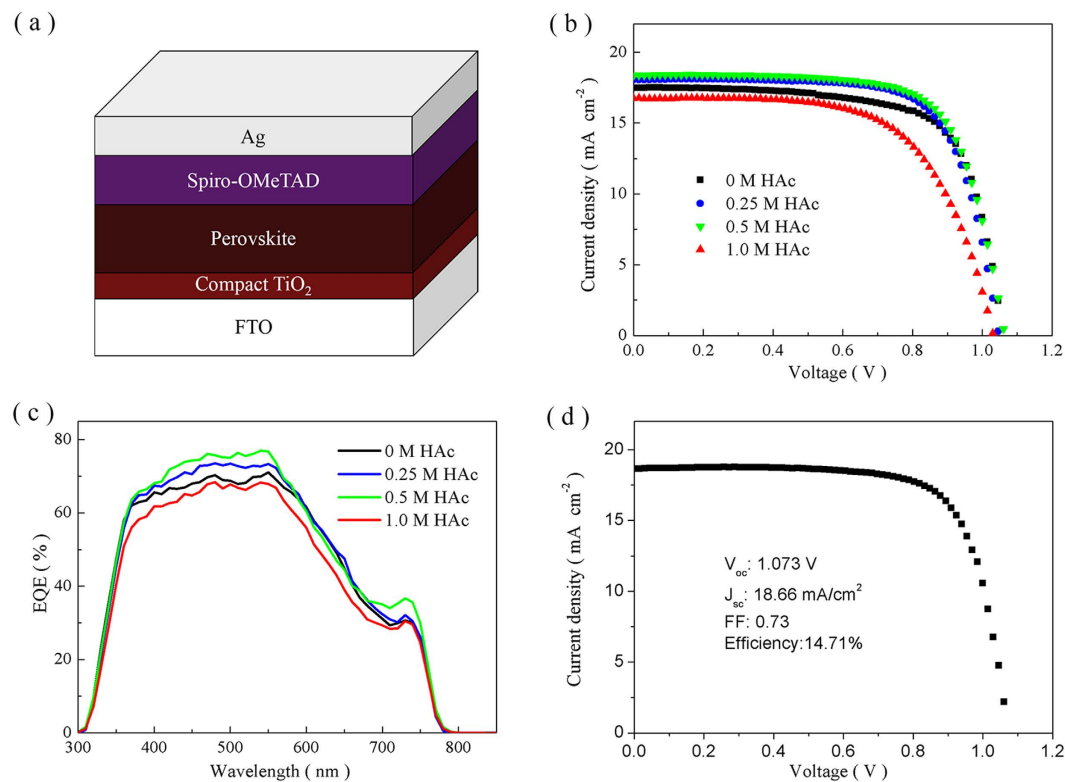 ( a )
Ag
Spiro-OMeTAD
Perovskite
Compact TiO₂
FTO
( b )
Current density ( mA cm⁻² )
20
15
10
5
0
0 M HAc
0.25 M HAc
0.5 M HAc
1.0 M HAc
0.0 0.2 0.4 0.6 0.8 1.0 1.2
Voltage ( V )
( c )
EQE ( % )
80
60
40
20
0
0 M HAc
0.25 M HAc
0.5 M HAc
1.0 M HAc
300 400 500 600 700 800
Wavelength ( nm )
( d )
Current density ( mA cm⁻² )
20
15
10
5
0
V_oc: 1.073 V
J_sc: 18.66 mA/cm²
FF: 0.73
Efficiency:14.71%
0.0 0.2 0.4 0.6 0.8 1.0 1.2
Voltage ( V )